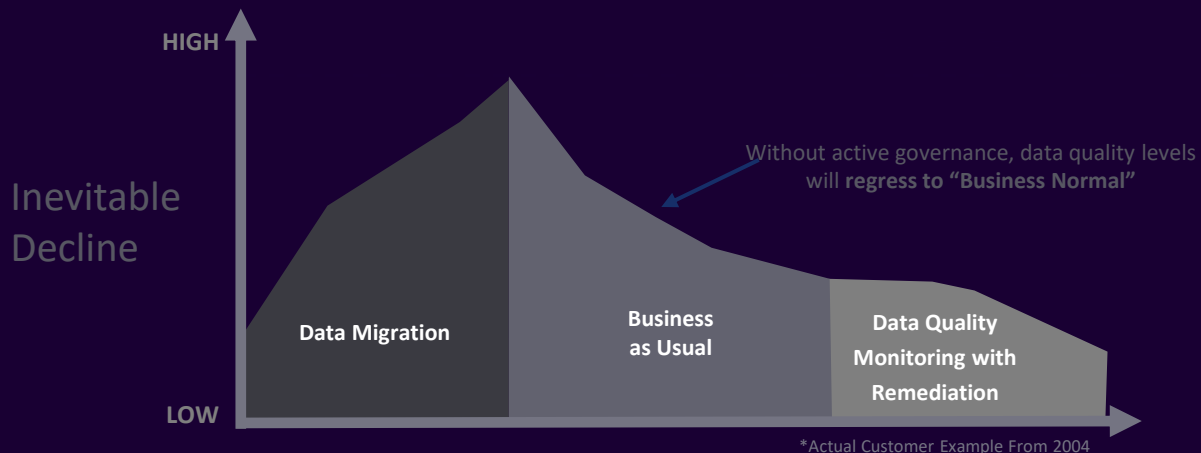 HIGH
Without active governance, data quality levels
will regress to “Business Normal”
Inevitable
Decline
Data Migration
Business
as Usual
Data Quality
Monitoring with
Remediation
LOW
*Actual Customer Example From 2004